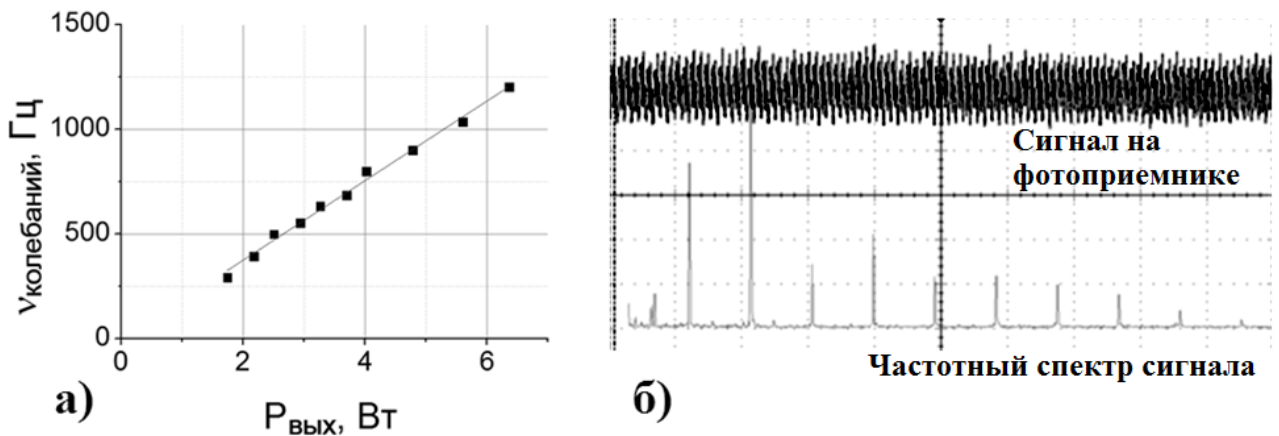 1500
1000
500
0
0 2 4 6
νколебаний, Гц
Pвых, Вт
а)
Сигнал на
фотоприемнике
Частотный спектр сигнала
б)